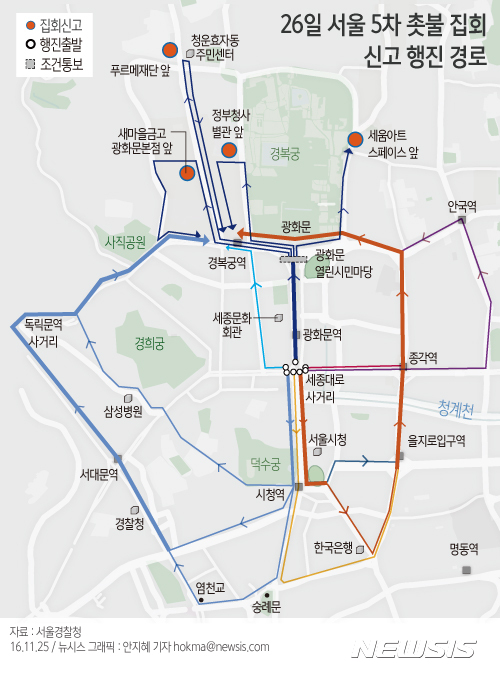 집회신고
행진출발
조건통보
26일 서울 5차 촛불 집회
신고 행진 경로
청운효자동
주민센터
푸르메재단 앞
정부청사
별관 앞
새마을금고
광화문본점 앞
세움아트
스페이스 앞
경복궁
안국역
사직공원
광화문
경복궁역
광화문
열린시민마당
독립문역
사거리
세종문화
회관
광화문역
경희궁
종각역
세종대로
사거리
삼성병원
청계천
서울시청
을지로입구역
덕수궁
서대문역
시청역
경찰청
한국은행
명동역
염천교
숭례문
자료 : 서울경찰청
16.11.25 / 뉴시스 그래픽 : 안지혜 기자 hokma@newsis.com
NEWSIS